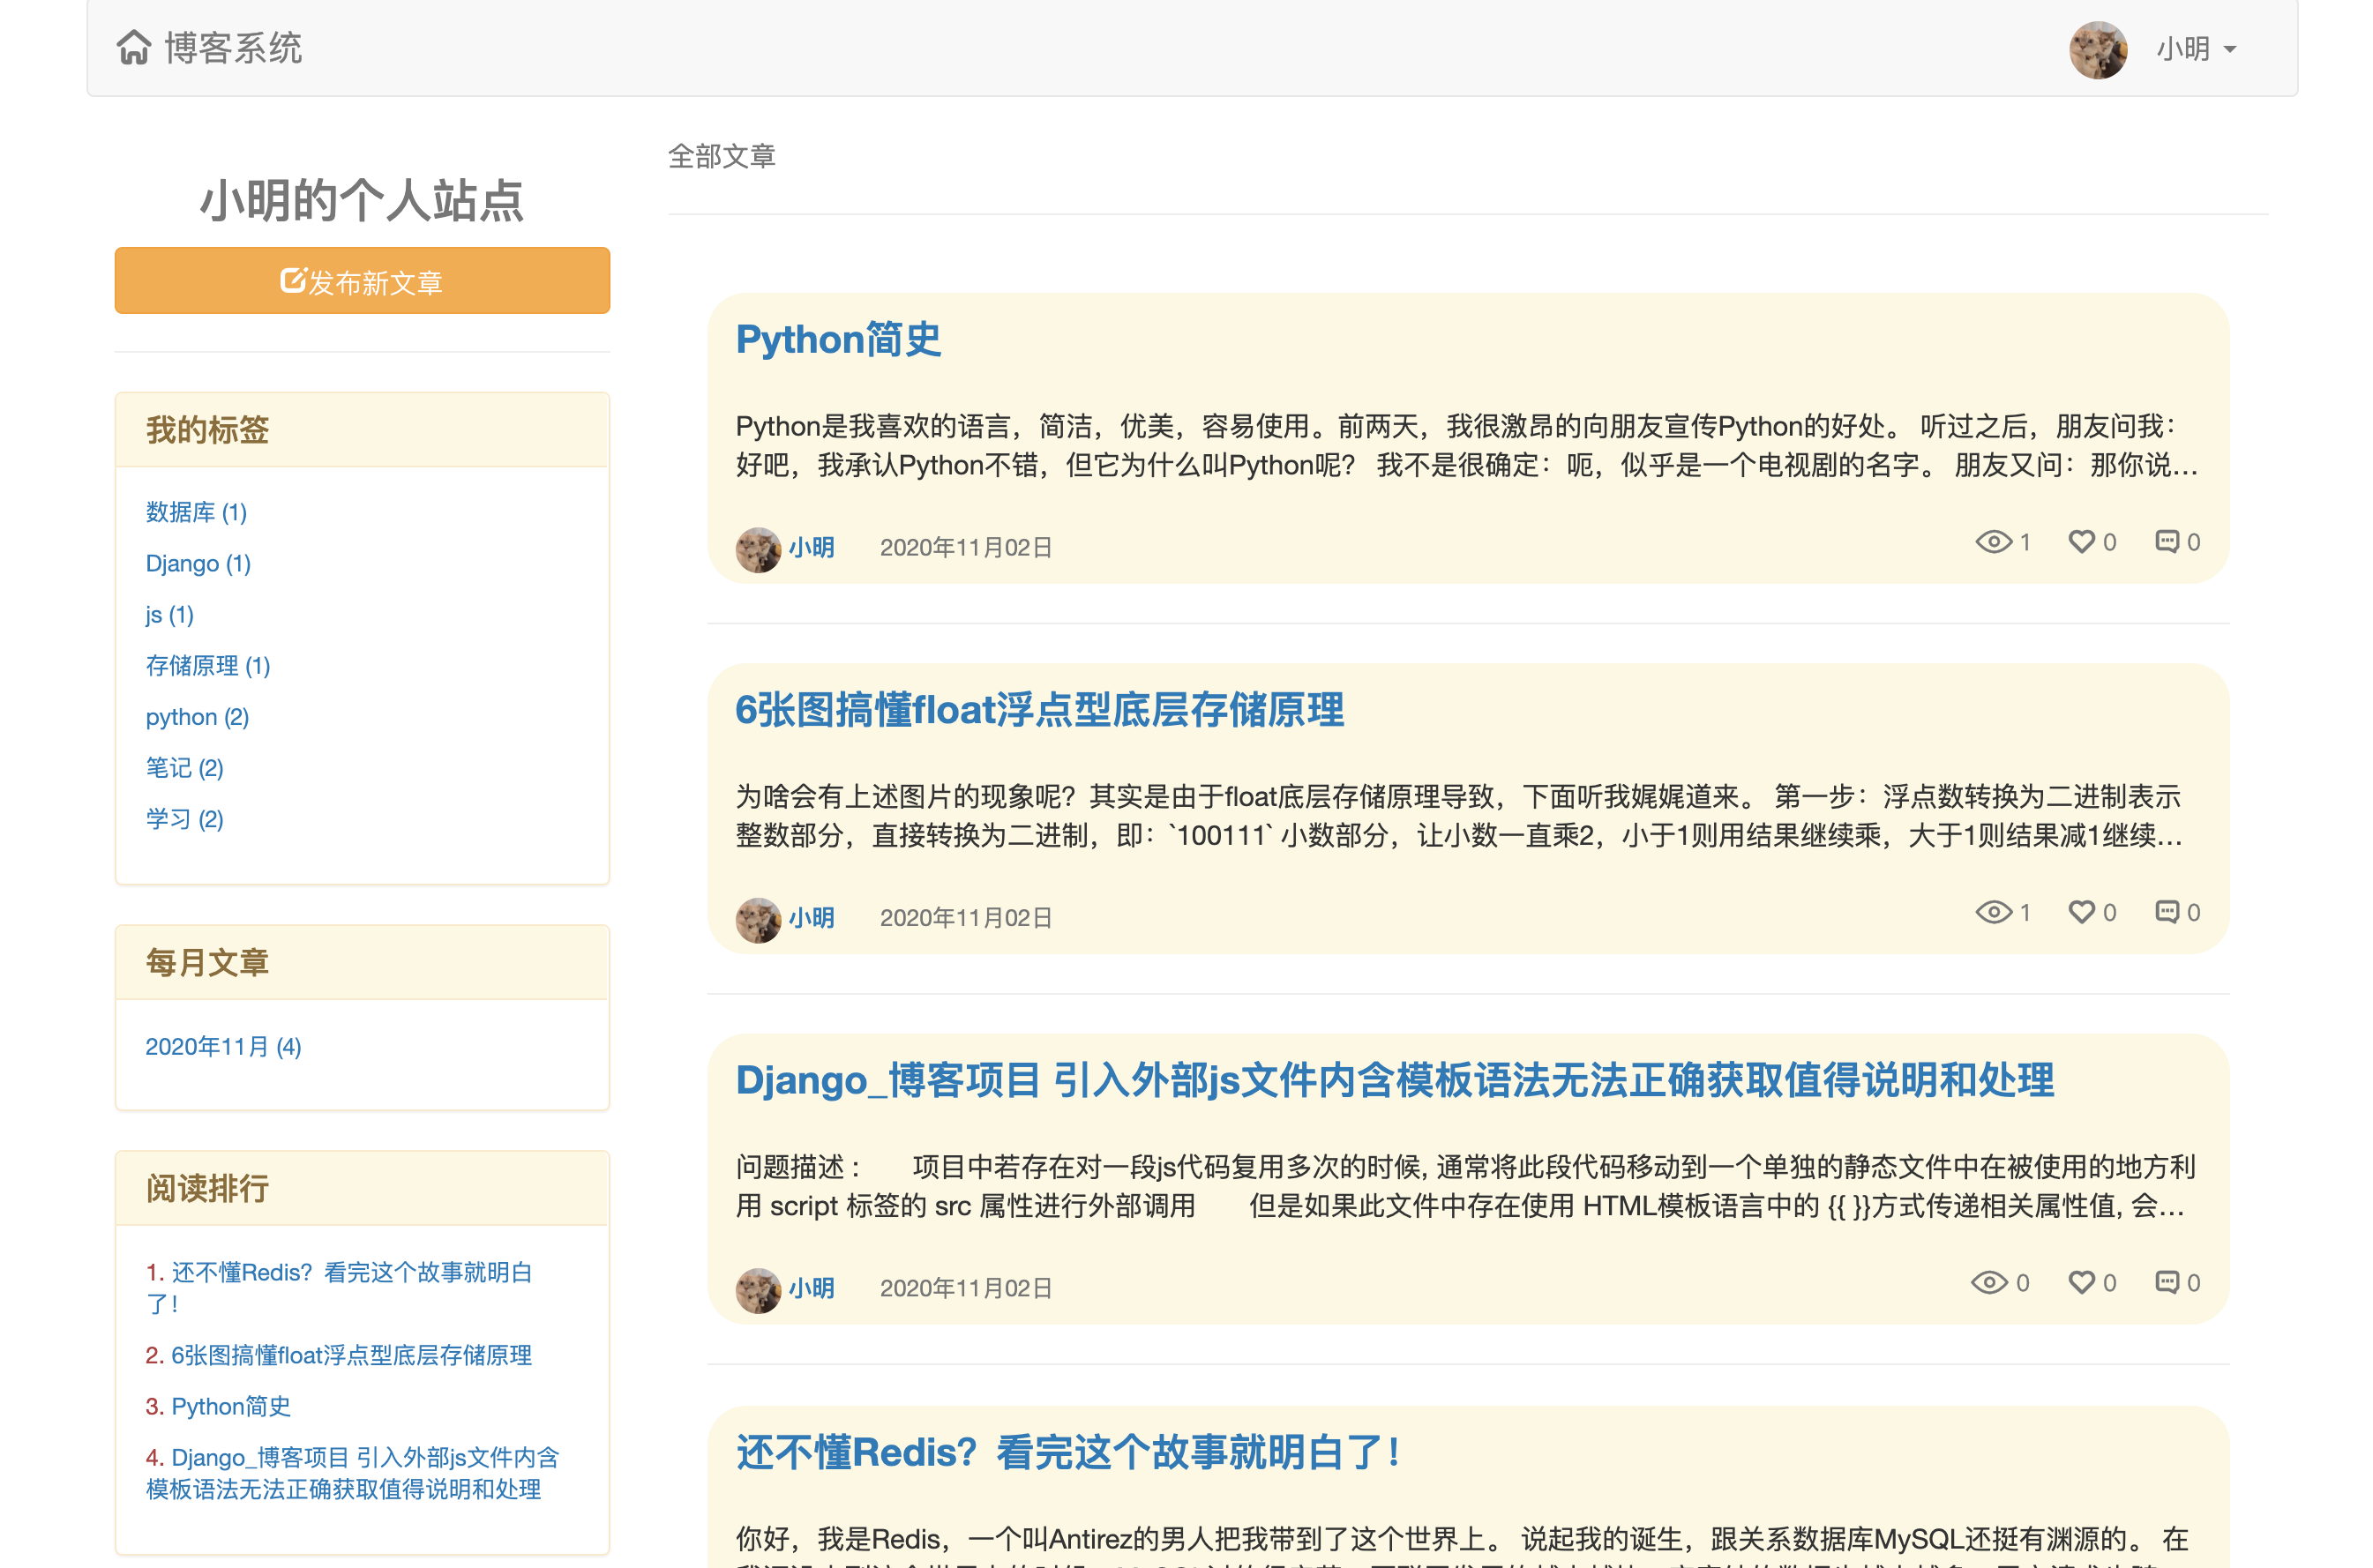 博客系统
小明
小明的个人站点
发布新文章
我的标签
数据库 (1)
Django (1)
js (1)
存储原理 (1)
python (2)
笔记 (2)
学习 (2)
每月文章
2020年11月 (4)
阅读排行
1. 还不懂Redis？看完这个故事就明白
了！
2. 6张图搞懂float浮点型底层存储原理
3. Python简史
4. Django_博客项目 引入外部js文件内含
模板语法无法正确获取值得说明和处理
全部文章
Python简史
Python是我喜欢的语言，简洁，优美，容易使用。前两天，我很激昂的向朋友宣传Python的好处。 听过之后，朋友问我：
好吧，我承认Python不错，但它为什么叫Python呢？ 我不是很确定：呃，似乎是一个电视剧的名字。 朋友又问：那你说...
小明 2020年11月02日 1 0 0
6张图搞懂float浮点型底层存储原理
为啥会有上述图片的现象呢？其实是由于float底层存储原理导致，下面听我娓娓道来。 第一步：浮点数转换为二进制表示
整数部分，直接转换为二进制，即：`100111` 小数部分，让小数一直乘2，小于1则用结果继续乘，大于1则结果减1继续...
小明 2020年11月02日 1 0 0
Django_博客项目 引入外部js文件内含模板语法无法正确获取值得说明和处理
问题描述 : 项目中若存在对一段js代码复用多次的时候, 通常将此段代码移动到一个单独的静态文件中在被使用的地方利
用 script 标签的 src 属性进行外部调用 但是如果此文件中存在使用 HTML模板语言中的 {{ }}方式传递相关属性值, 会...
小明 2020年11月02日 0 0 0
还不懂Redis？看完这个故事就明白了！
你好，我是Redis，一个叫Antirez的男人把我带到了这个世界上。 说起我的诞生，跟关系数据库MySQL还挺有渊源的。 在